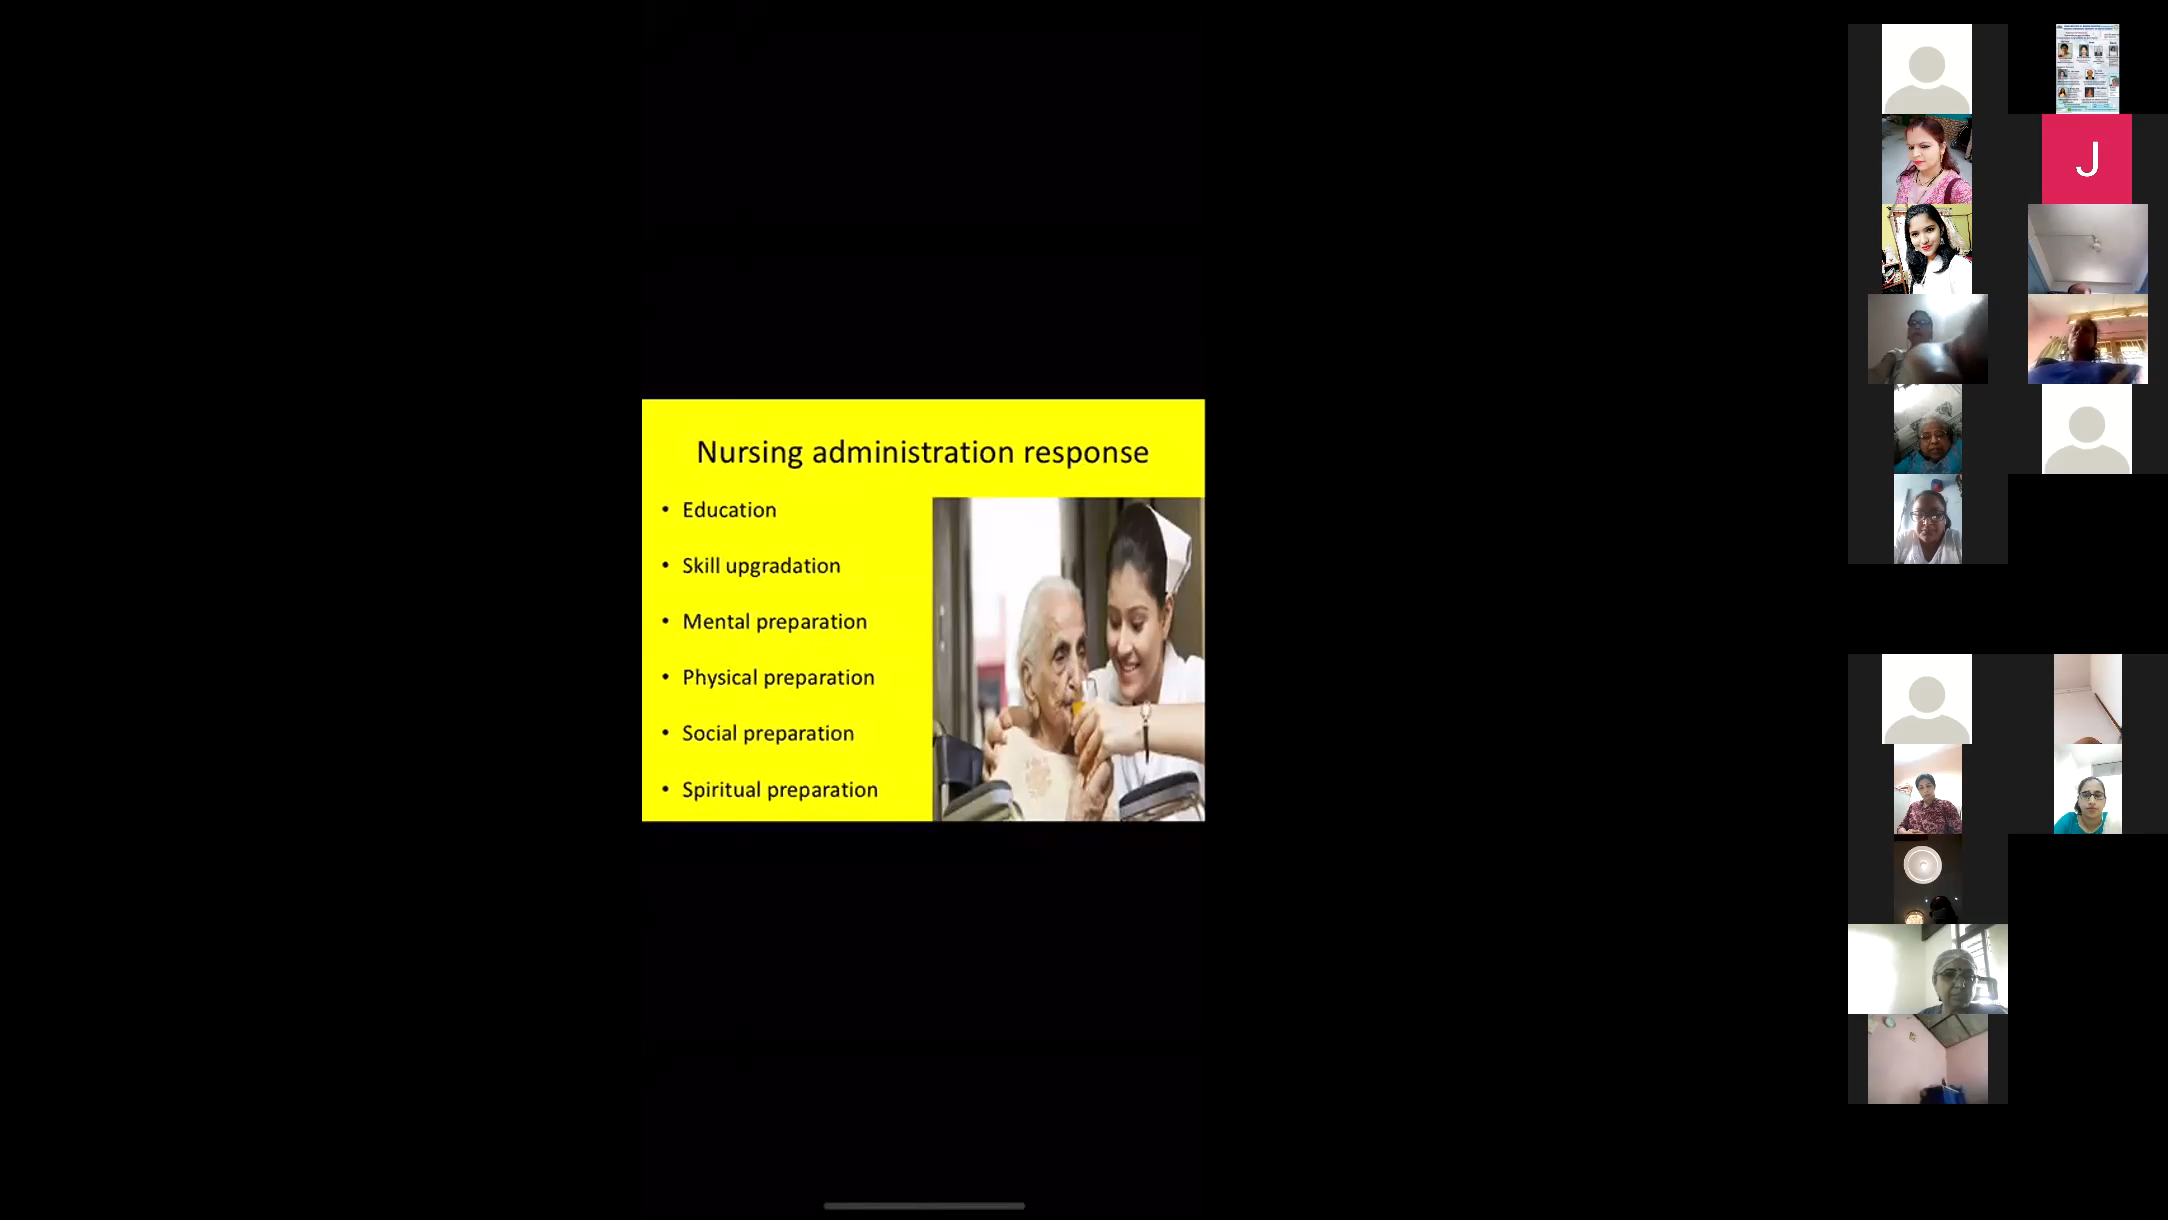 Nursing administration response
• Education
• Skill upgradation
• Mental preparation
• Physical preparation
• Social preparation
• Spiritual preparation
J